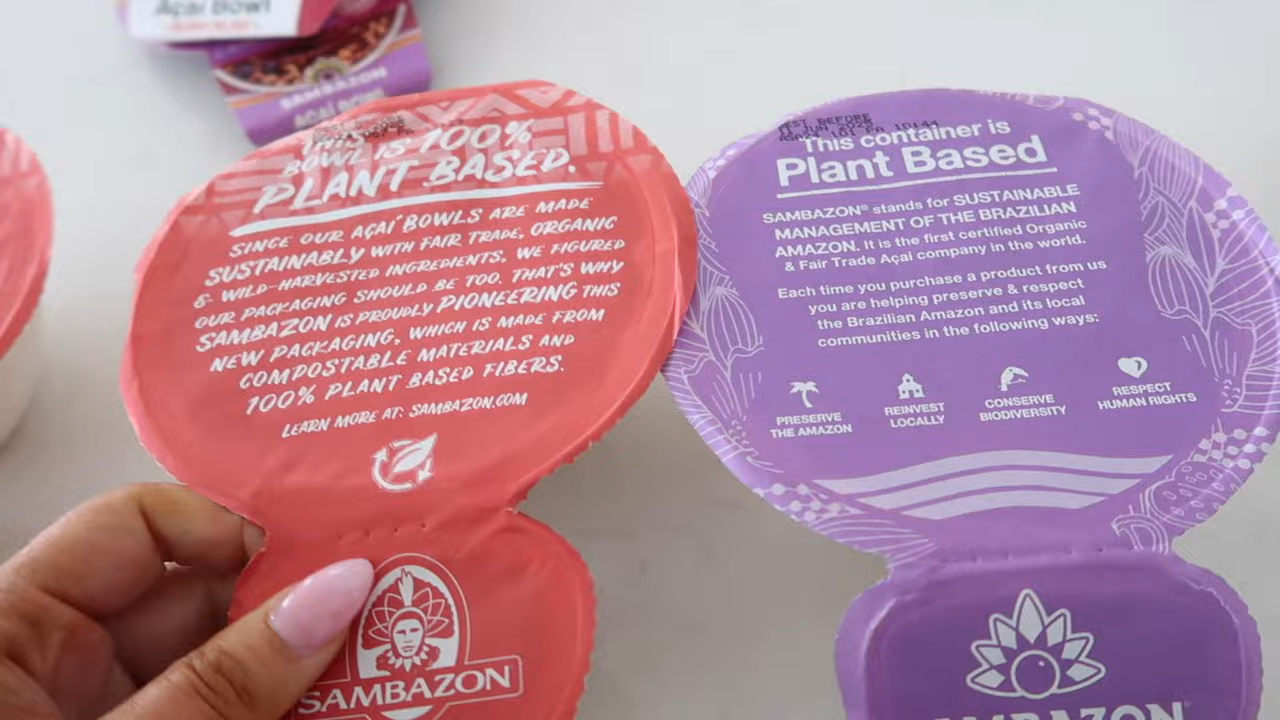 Açaí Bowl
SAMBAZON
AÇAÍ BOWL
BEST BEFORE
THIS
BOWL IS 100%
PLANT BASED.
SINCE OUR AÇAÍ BOWLS ARE MADE
SUSTAINABLY WITH FAIR TRADE, ORGANIC
& WILD-HARVESTED INGREDIENTS, WE FIGURED
OUR PACKAGING SHOULD BE TOO. THAT'S WHY
SAMBAZON IS PROUDLY PIONEERING THIS
NEW PACKAGING, WHICH IS MADE FROM
COMPOSTABLE MATERIALS AND
100% PLANT BASED FIBERS.
LEARN MORE AT: SAMBAZON.COM
SAMBAZON
BEST BEFORE
This container is
Plant Based
SAMBAZON® stands for SUSTAINABLE
MANAGEMENT OF THE BRAZILIAN
AMAZON. It is the first certified Organic
& Fair Trade Açaí company in the world.
Each time you purchase a product from us
you are helping preserve & respect
the Brazilian Amazon and its local
communities in the following ways:
PRESERVE
THE AMAZON
REINVEST
LOCALLY
CONSERVE
BIODIVERSITY
RESPECT
HUMAN RIGHTS